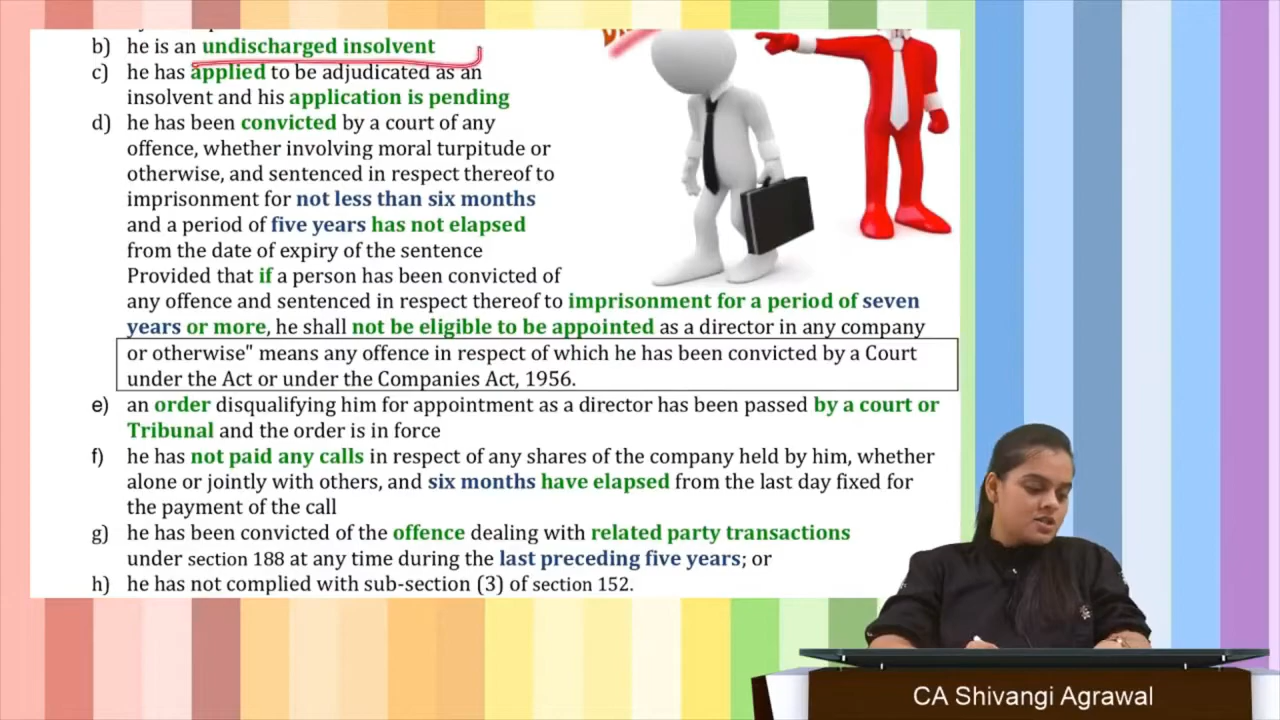 b) he is an undischarged insolvent
c) he has applied to be adjudicated as an
insolvent and his application is pending
d) he has been convicted by a court of any
offence, whether involving moral turpitude or
otherwise, and sentenced in respect thereof to
imprisonment for not less than six months
and a period of five years has not elapsed
from the date of expiry of the sentence
Provided that if a person has been convicted of
any offence and sentenced in respect thereof to imprisonment for a period of seven
years or more, he shall not be eligible to be appointed as a director in any company
or otherwise" means any offence in respect of which he has been convicted by a Court
under the Act or under the Companies Act, 1956.
e) an order disqualifying him for appointment as a director has been passed by a court or
Tribunal and the order is in force
f) he has not paid any calls in respect of any shares of the company held by him, whether
alone or jointly with others, and six months have elapsed from the last day fixed for
the payment of the call
g) he has been convicted of the offence dealing with related party transactions
under section 188 at any time during the last preceding five years; or
h) he has not complied with sub-section (3) of section 152.
CA Shivangi Agrawal